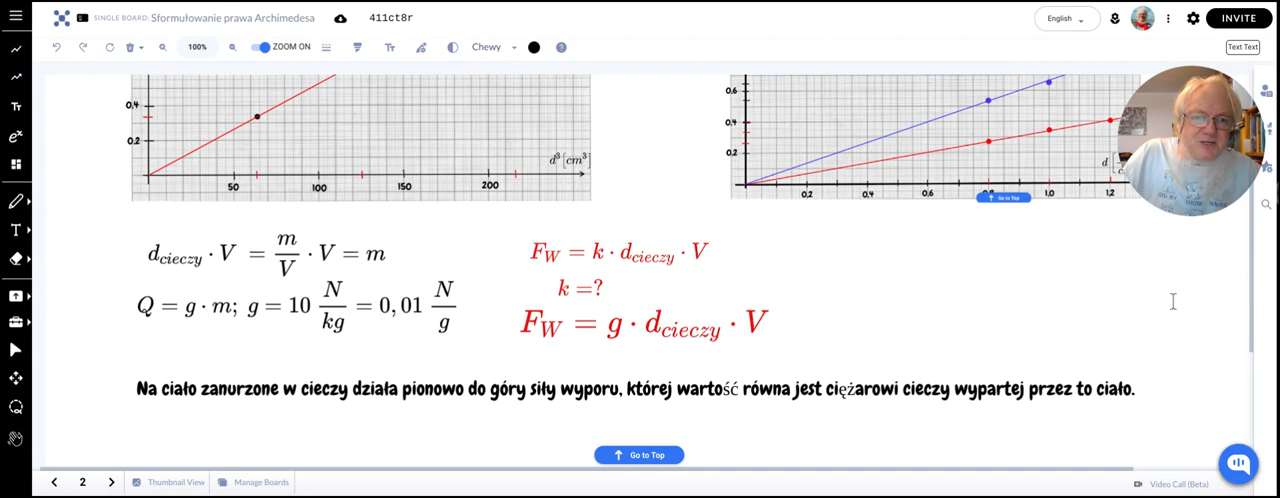 SINGLE BOARD: Sformułowanie prawa Archimedesa 411ct8r
English
INVITE
100% ZOOM ON Chewy
Text Text
0,4
0,2
50 100 150 200
d³ [cm³]
0,6
0,4
0,2
0,2 0,4 0,6 0,8 1,0 1,2
d
Go to Top
d_cieczy · V = m/V · V = m
Q = g · m; g = 10 N/kg = 0,01 N/g
F_W = k · d_cieczy · V
k =?
F_W = g · d_cieczy · V
Na ciało zanurzone w cieczy działa pionowo do góry siły wyporu, której wartość równa jest ciężarowi cieczy wypartej przez to ciało.
Go to Top
2 Thumbnail View Manage Boards
Video Call (Beta)